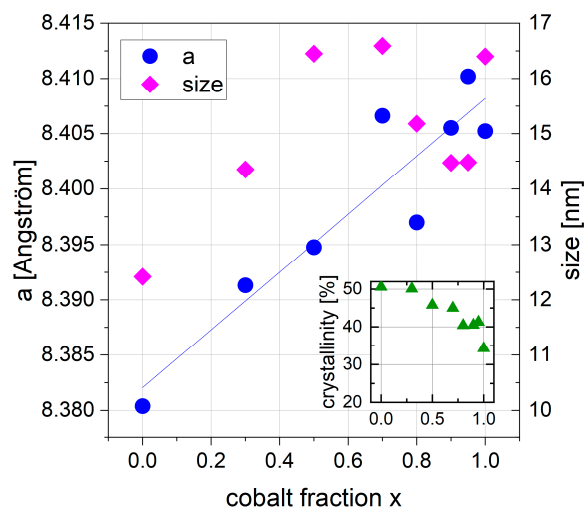 a
size
8.415
8.410
8.405
8.400
8.395
8.390
8.385
8.380
a [Angström]
17
16
15
14
13
12
11
10
size [nm]
0.0 0.2 0.4 0.6 0.8 1.0
cobalt fraction x
crystallinity [%]
50
40
30
20
0.0 0.5 1.0